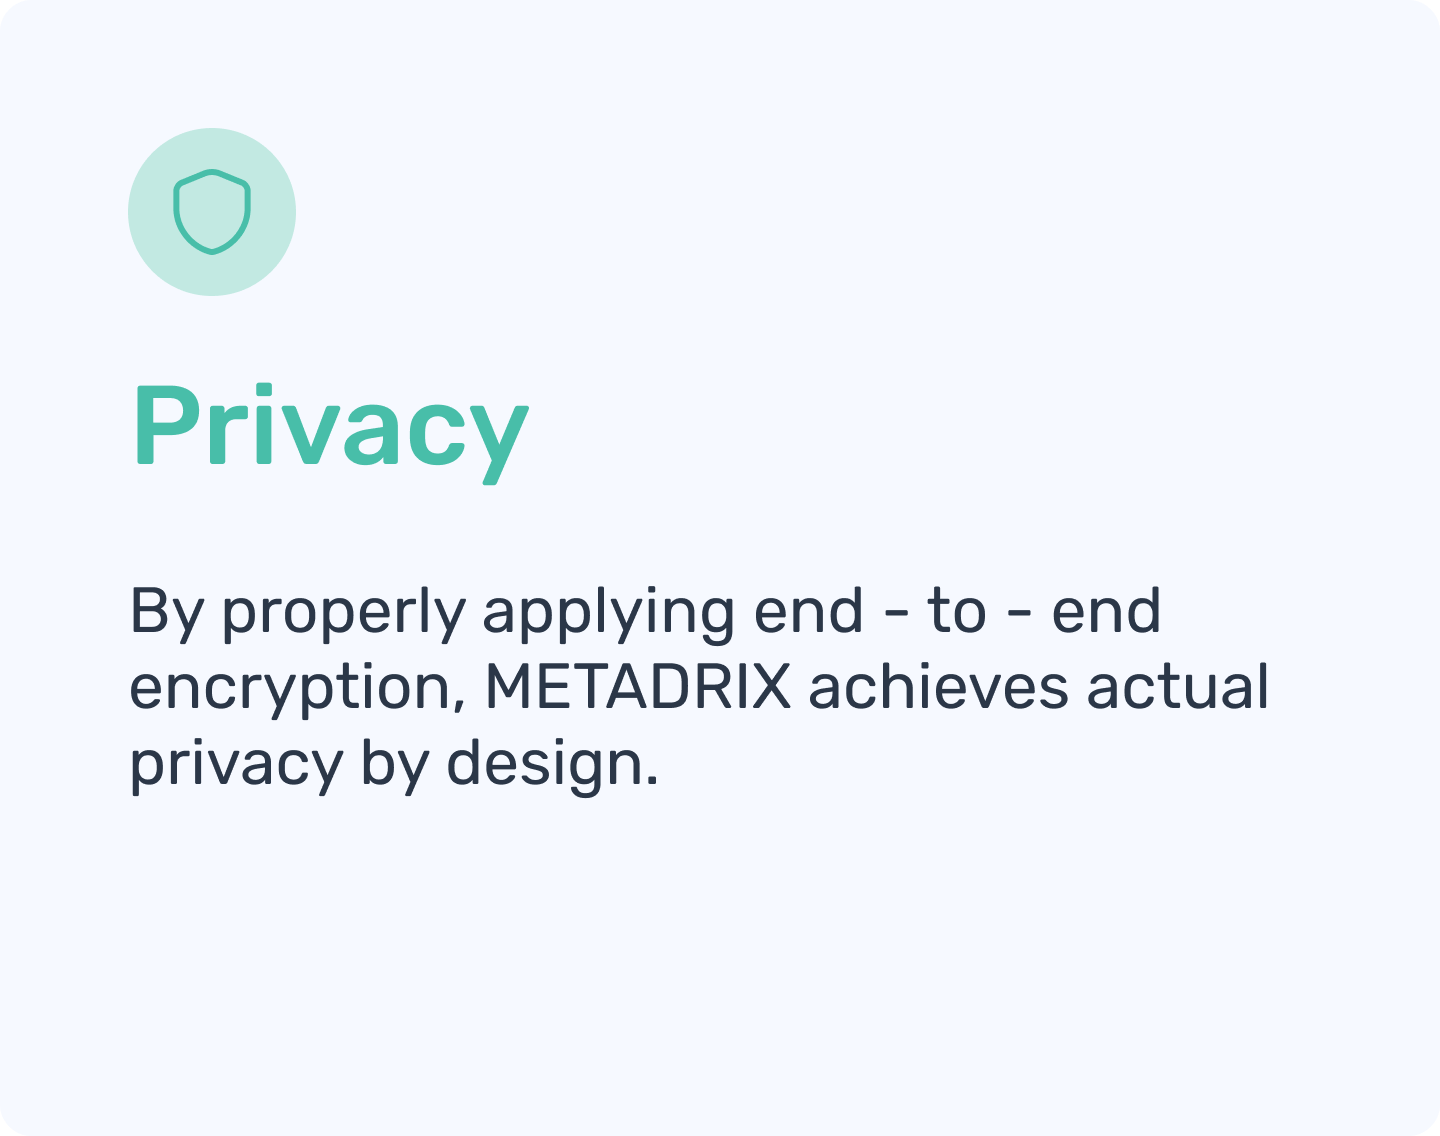 Privacy
By properly applying end - to - end
encryption, METADRIX achieves actual
privacy by design.